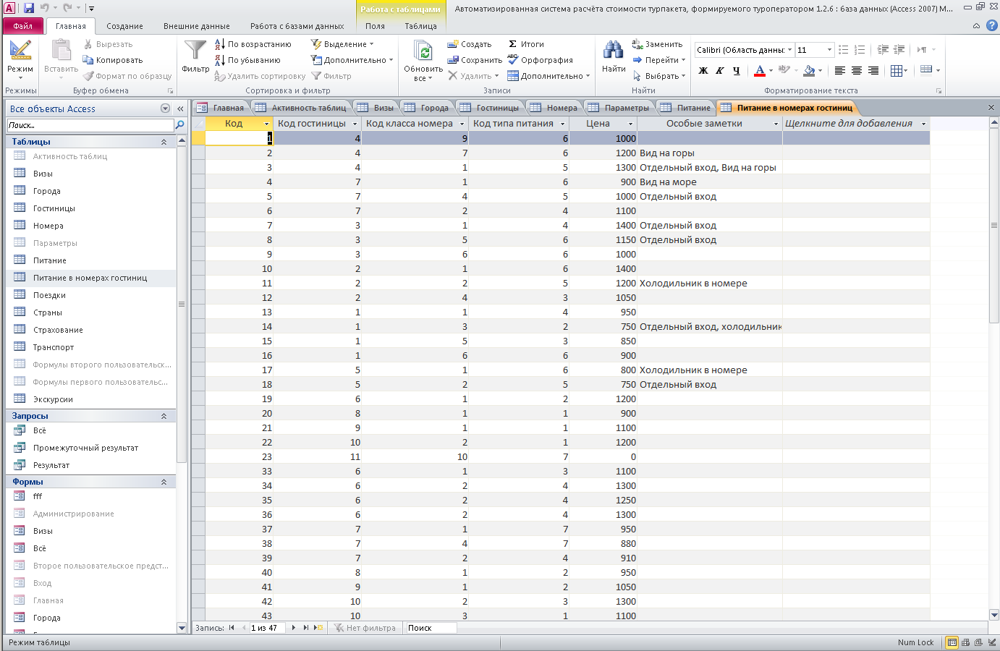 Работа с таблицами
Автоматизированная система расчёта стоимости турпакета, формируемого туроператором 1.2.6 : база данных (Access 2007) M...
Файл Главная Создание Внешние данные Работа с базами данных Поля Таблица
Режим
Режимы
Вставить
Вырезать
Копировать
Формат по образцу
Буфер обмена
Фильтр
По возрастанию
По убыванию
Удалить сортировку
Выделение
Дополнительно
Фильтр
Сортировка и фильтр
Обновить все
Создать
Сохранить
Удалить
Итоги
Орфография
Дополнительно
Записи
Найти
Заменить
Перейти
Выбрать
Найти
Calibri (Область данны: 11
Ж К Ч
Форматирование текста
Все объекты Access
Поиск...
Таблицы
Активность таблиц
Визы
Города
Гостиницы
Номера
Параметры
Питание
Питание в номерах гостиниц
Поездки
Страны
Страхование
Транспорт
Формулы второго пользовательск...
Формулы первого пользовательс...
Экскурсии
Запросы
Всё
Промежуточный результат
Результат
Формы
fff
Администрирование
Визы
Всё
Второе пользовательское предст...
Вход
Главная
Города
Главная Активность таблиц Визы Города Гостиницы Номера Параметры Питание Питание в номерах гостиниц
Код Код гостиницы Код класса номера Код типа питания Цена Особые заметки Щелкните для добавления
1 4 9 6 1000
2 4 7 6 1200 Вид на горы
3 4 1 5 1300 Отдельный вход, Вид на горы
4 7 1 6 900 Вид на море
5 7 4 5 1000 Отдельный вход
6 7 2 4 1100
7 3 1 4 1400 Отдельный вход
8 3 5 6 1150 Отдельный вход
9 3 6 6 1000
10 2 1 6 1400
11 2 2 5 1200 Холодильник в номере
12 2 4 3 1050
13 1 1 4 950
14 1 3 2 750 Отдельный вход, холодильник
15 1 5 3 850
16 1 6 6 900
17 5 1 6 800 Холодильник в номере
18 5 2 5 750 Отдельный вход
19 6 1 2 1200
20 8 1 1 900
21 9 1 1 1100
22 10 2 1 1200
23 11 10 7 0
33 6 1 3 1100
34 6 2 4 1300
35 6 2 4 1250
36 6 2 4 1300
37 7 1 7 950
38 7 4 7 880
39 7 2 4 910
40 8 1 2 950
41 9 1 2 1050
42 10 2 3 1300
43 10 3 1 1100
Запись: 1 из 47 Нет фильтра Поиск
Режим таблицы Num Lock